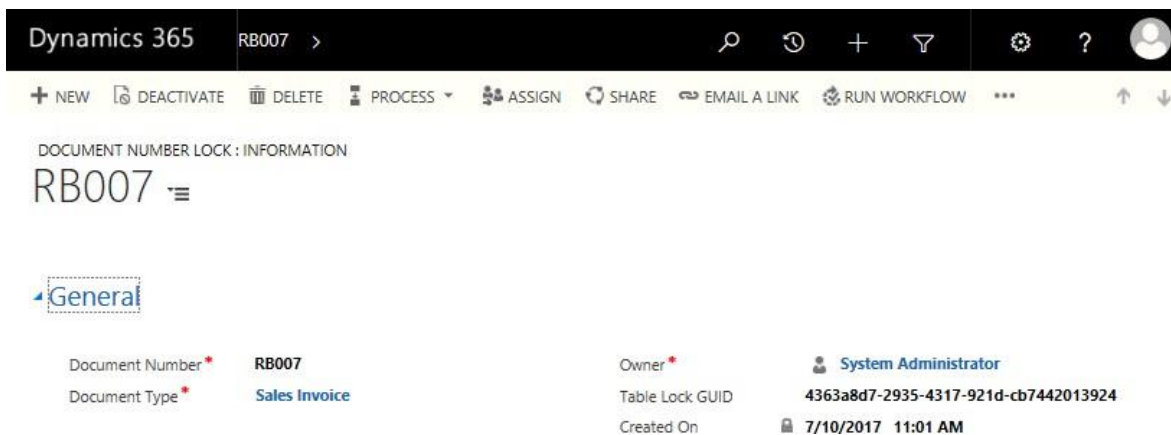 Dynamics 365 RB007 >
+ NEW DEACTIVATE DELETE PROCESS ASSIGN SHARE EMAIL A LINK RUN WORKFLOW ...
DOCUMENT NUMBER LOCK : INFORMATION
RB007
General
Document Number* RB007 Owner* System Administrator
Document Type* Sales Invoice Table Lock GUID 4363a8d7-2935-4317-921d-cb7442013924
Created On 7/10/2017 11:01 AM